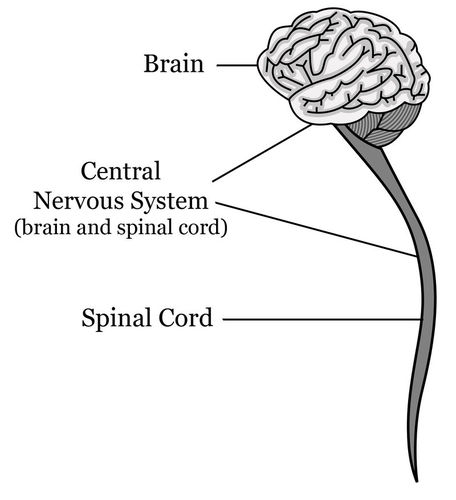 Brain
Central
Nervous System
(brain and spinal cord)
Spinal Cord